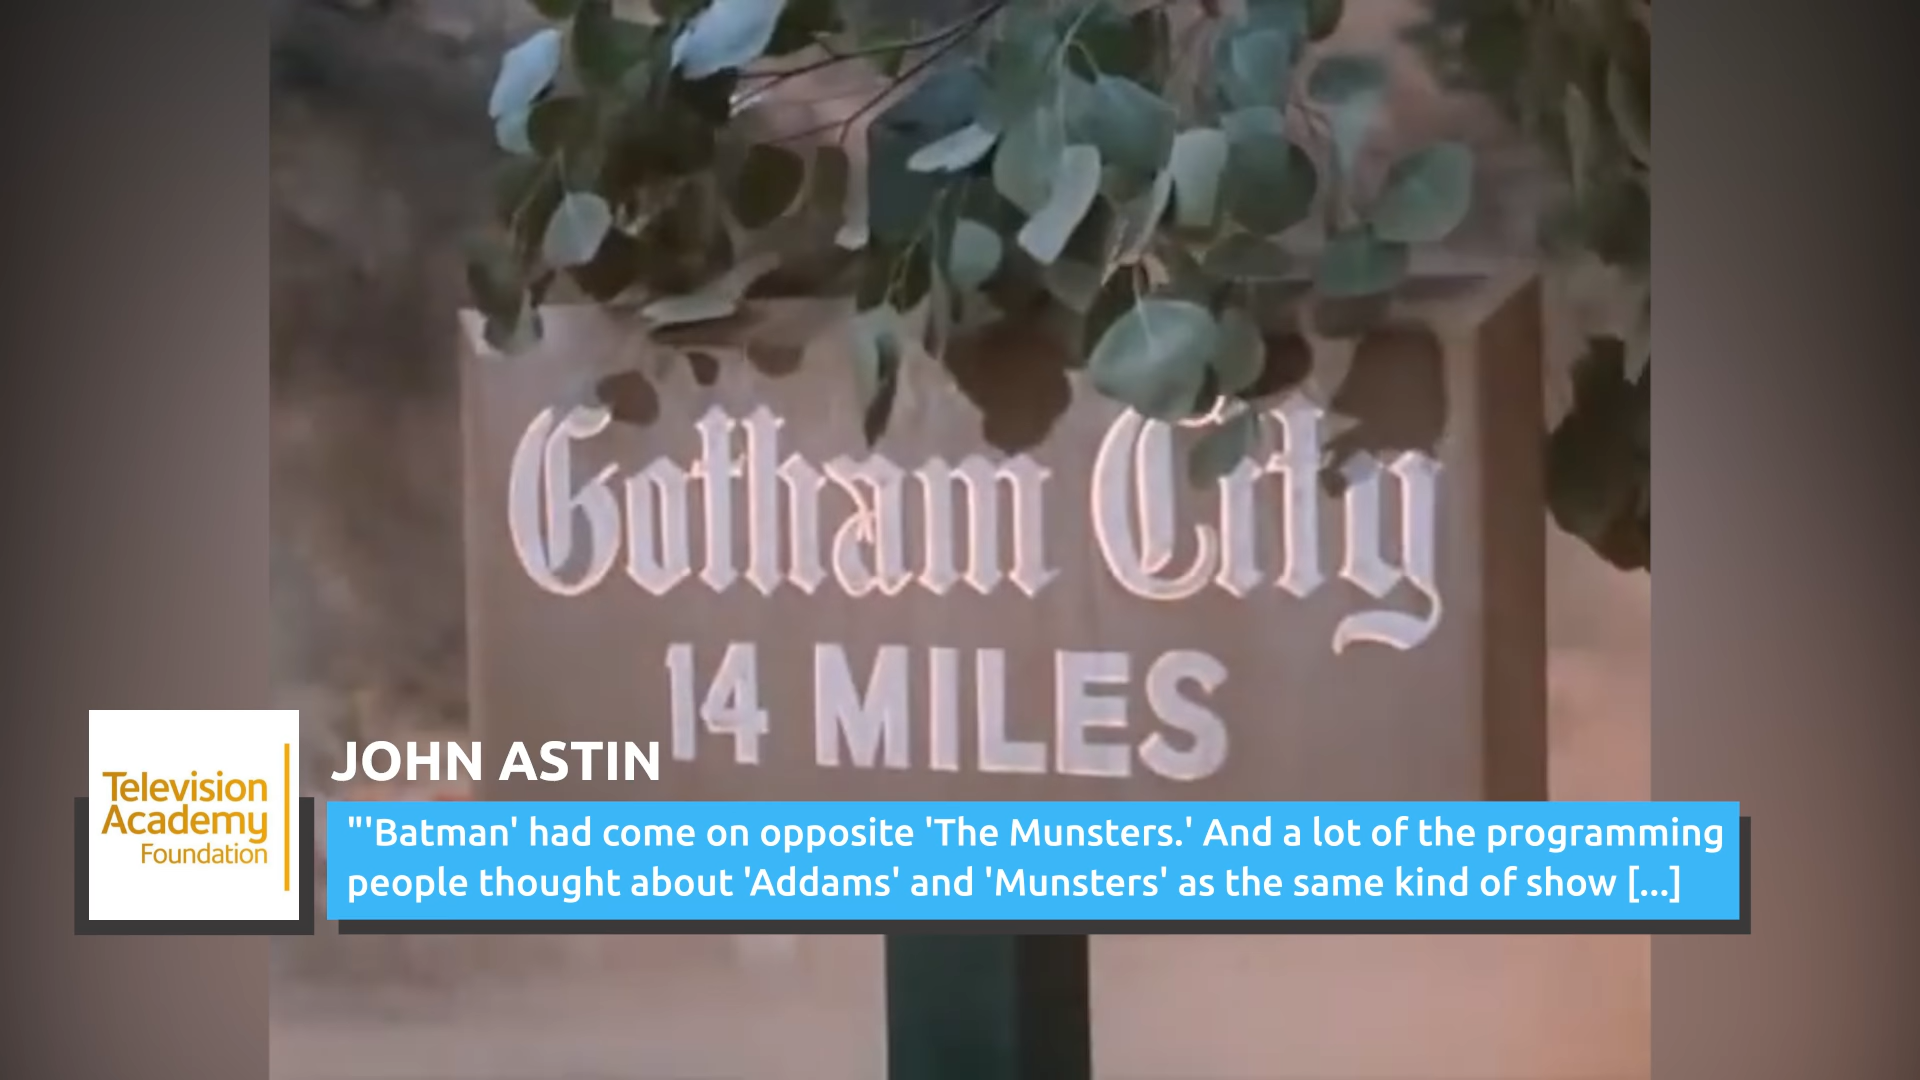 Gotham City
14 MILES
JOHN ASTIN
Television
Academy
Foundation
"'Batman' had come on opposite 'The Munsters.' And a lot of the programming
people thought about 'Addams' and 'Munsters' as the same kind of show [...]